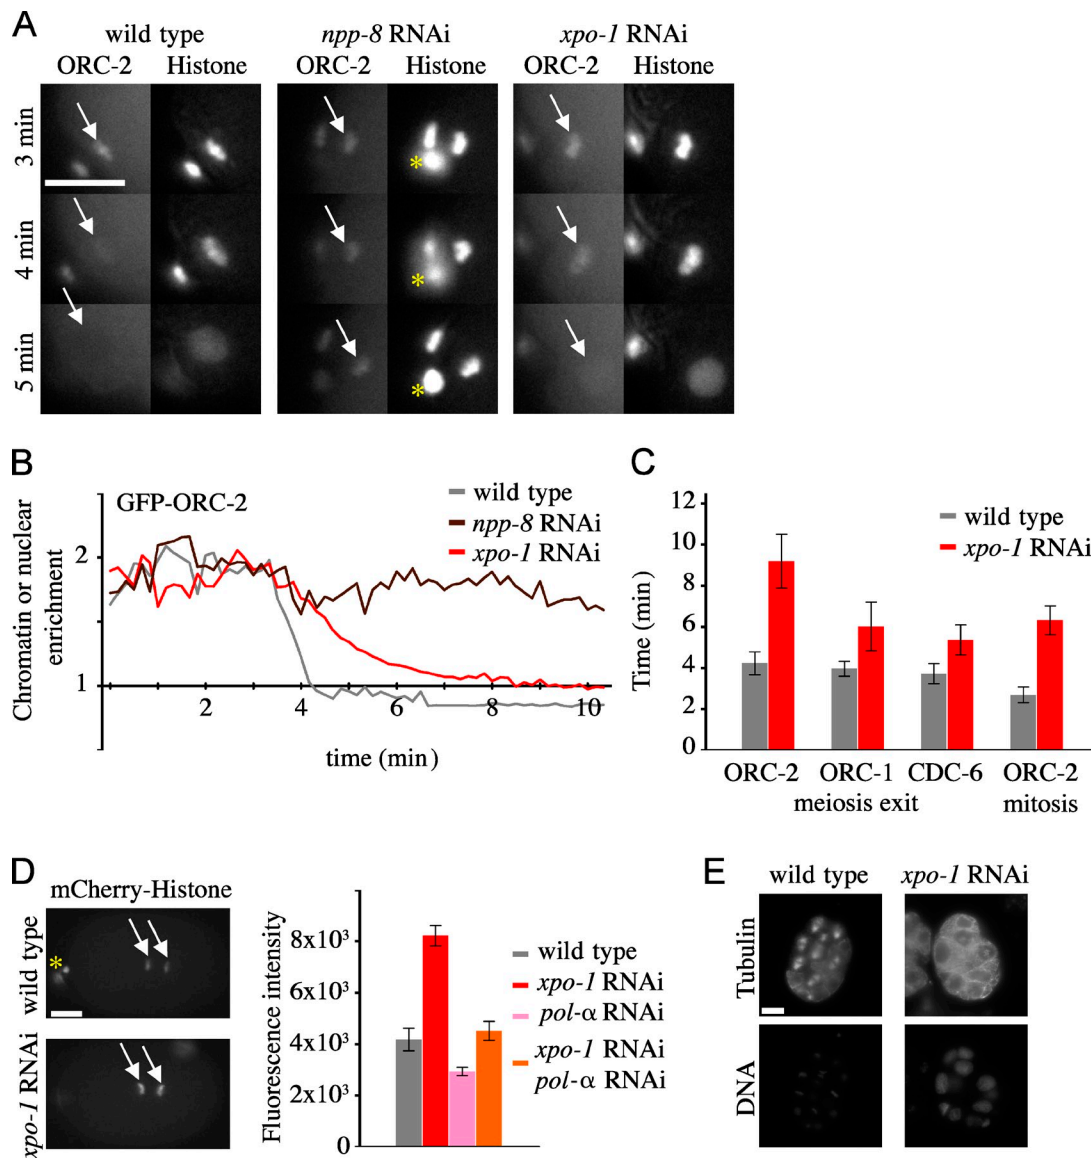 A
wild type
npp-8 RNAi
xpo-1 RNAi
ORC-2 Histone ORC-2 Histone ORC-2 Histone
3 min
*
4 min
*
5 min
*
B
GFP-ORC-2
wild type
npp-8 RNAi
xpo-1 RNAi
Chromatin or nuclear
enrichment
2
1
2 4 6 8 10
time (min)
C
wild type
xpo-1 RNAi
Time (min)
12
10
8
6
4
2
0
ORC-2 ORC-1 CDC-6 ORC-2
meiosis exit mitosis
D
mCherry-Histone
wild type
*
xpo-1 RNAi
Fluorescence intensity
8x10³
6x10³
4x10³
2x10³
0
wild type
xpo-1 RNAi
pol-α RNAi
xpo-1 RNAi
pol-α RNAi
E
wild type xpo-1 RNAi
Tubulin
DNA